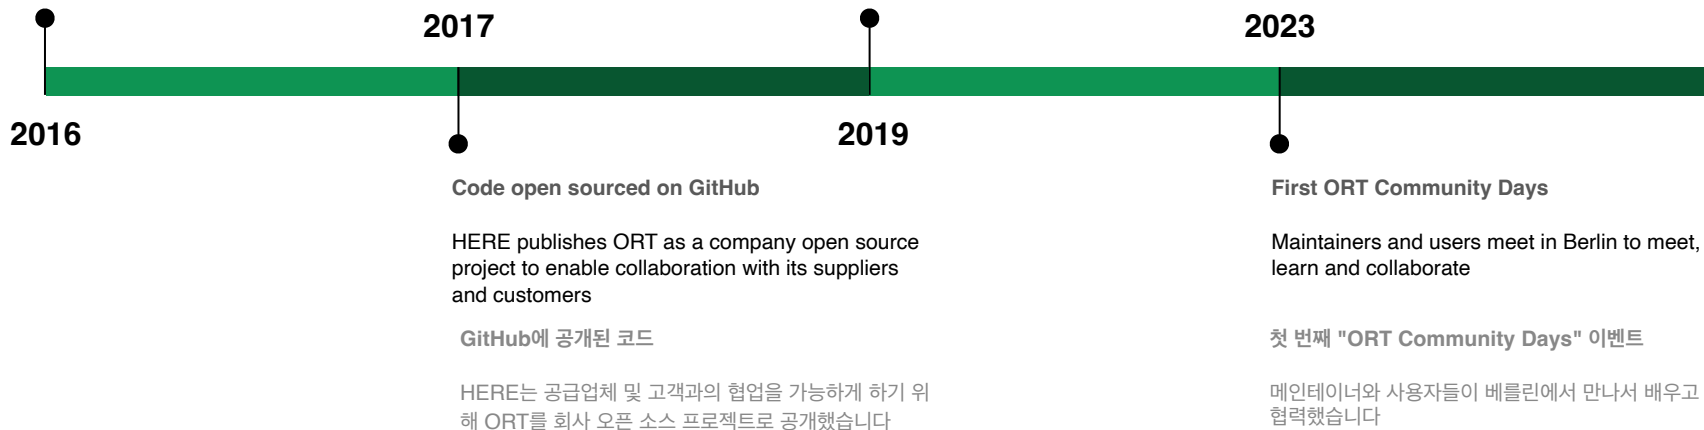 2017
2023
2016
2019
Code open sourced on GitHub
HERE publishes ORT as a company open source
project to enable collaboration with its suppliers
and customers
GitHub에 공개된 코드
HERE는 공급업체 및 고객과의 협업을 가능하게 하기 위
해 ORT를 회사 오픈 소스 프로젝트로 공개했습니다
First ORT Community Days
Maintainers and users meet in Berlin to meet,
learn and collaborate
첫 번째 "ORT Community Days" 이벤트
메인테이너와 사용자들이 베를린에서 만나서 배우고
협력했습니다